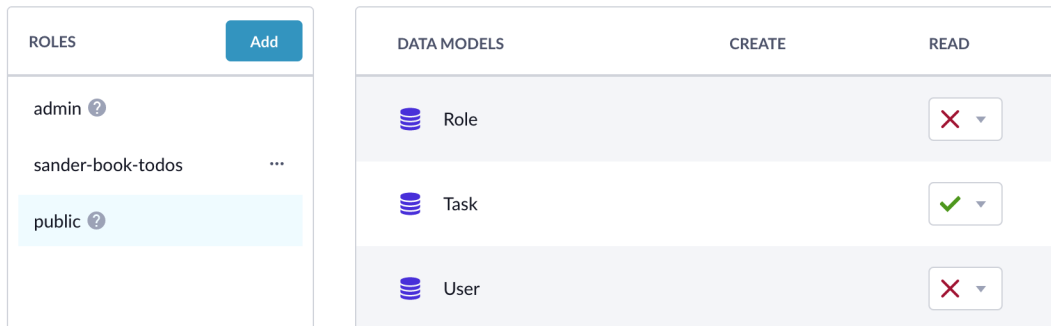 ROLES
Add
admin ?
sander-book-todos ...
public ?
DATA MODELS CREATE READ
Role
Task
User